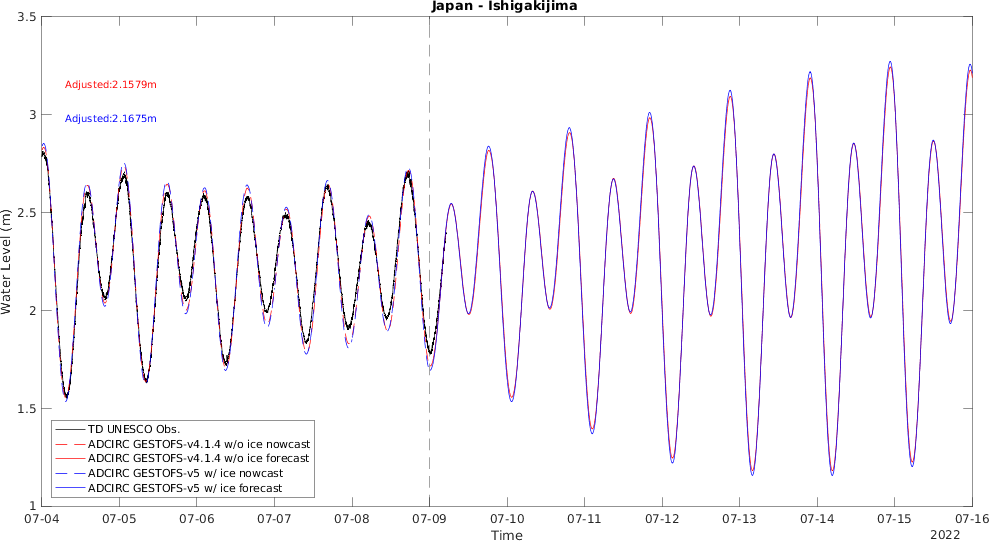 Japan - Ishigakijima
3.5
3
2.5
2
1.5
1
Water Level (m)
Adjusted:2.1579m
Adjusted:2.1675m
TD UNESCO Obs.
ADCIRC GESTOFS-v4.1.4 w/o ice nowcast
ADCIRC GESTOFS-v4.1.4 w/o ice forecast
ADCIRC GESTOFS-v5 w/ ice nowcast
ADCIRC GESTOFS-v5 w/ ice forecast
07-04 07-05 07-06 07-07 07-08 07-09 07-10 07-11 07-12 07-13 07-14 07-15 07-16
Time
2022